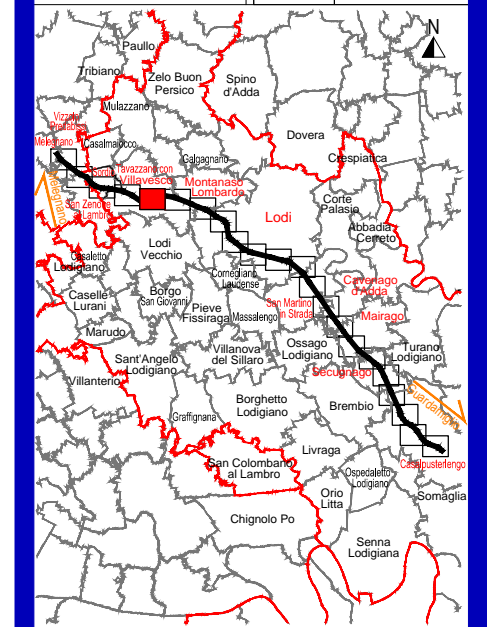 N
Paullo
Tribiano
Zelo Buon
Persico
Spino
d'Adda
Mulazzano
Dovera
Melegnano
Casalmaiocco
Galgagnano
Crespiatica
Tavazzano con
Villavesco
Montanaso
Lombardo
Melegnano
San Zenone
al Lambro
Lodi
Corte
Palasio
Abbadia
Cerreto
Lodi
Vecchio
Casaletto
Lodigiano
Cornegliano
Laudense
Cavenago
d'Adda
Caselle
Lurani
Borgo
San Giovanni
Pieve
Fissiraga
Massalengo
San Martino
in Strada
Mairago
Marudo
Ossago
Lodigiano
Turano
Lodigiano
Sant'Angelo
Lodigiano
Villanova
del Sillaro
Secugnago
Villanterio
Borghetto
Lodigiano
Brembio
Guardamiglio
Graffignana
Livraga
San Colombano
al Lambro
Ospedaletto
Lodigiano
Casalpusterlengo
Orio
Litta
Somaglia
Chignolo Po
Senna
Lodigiana